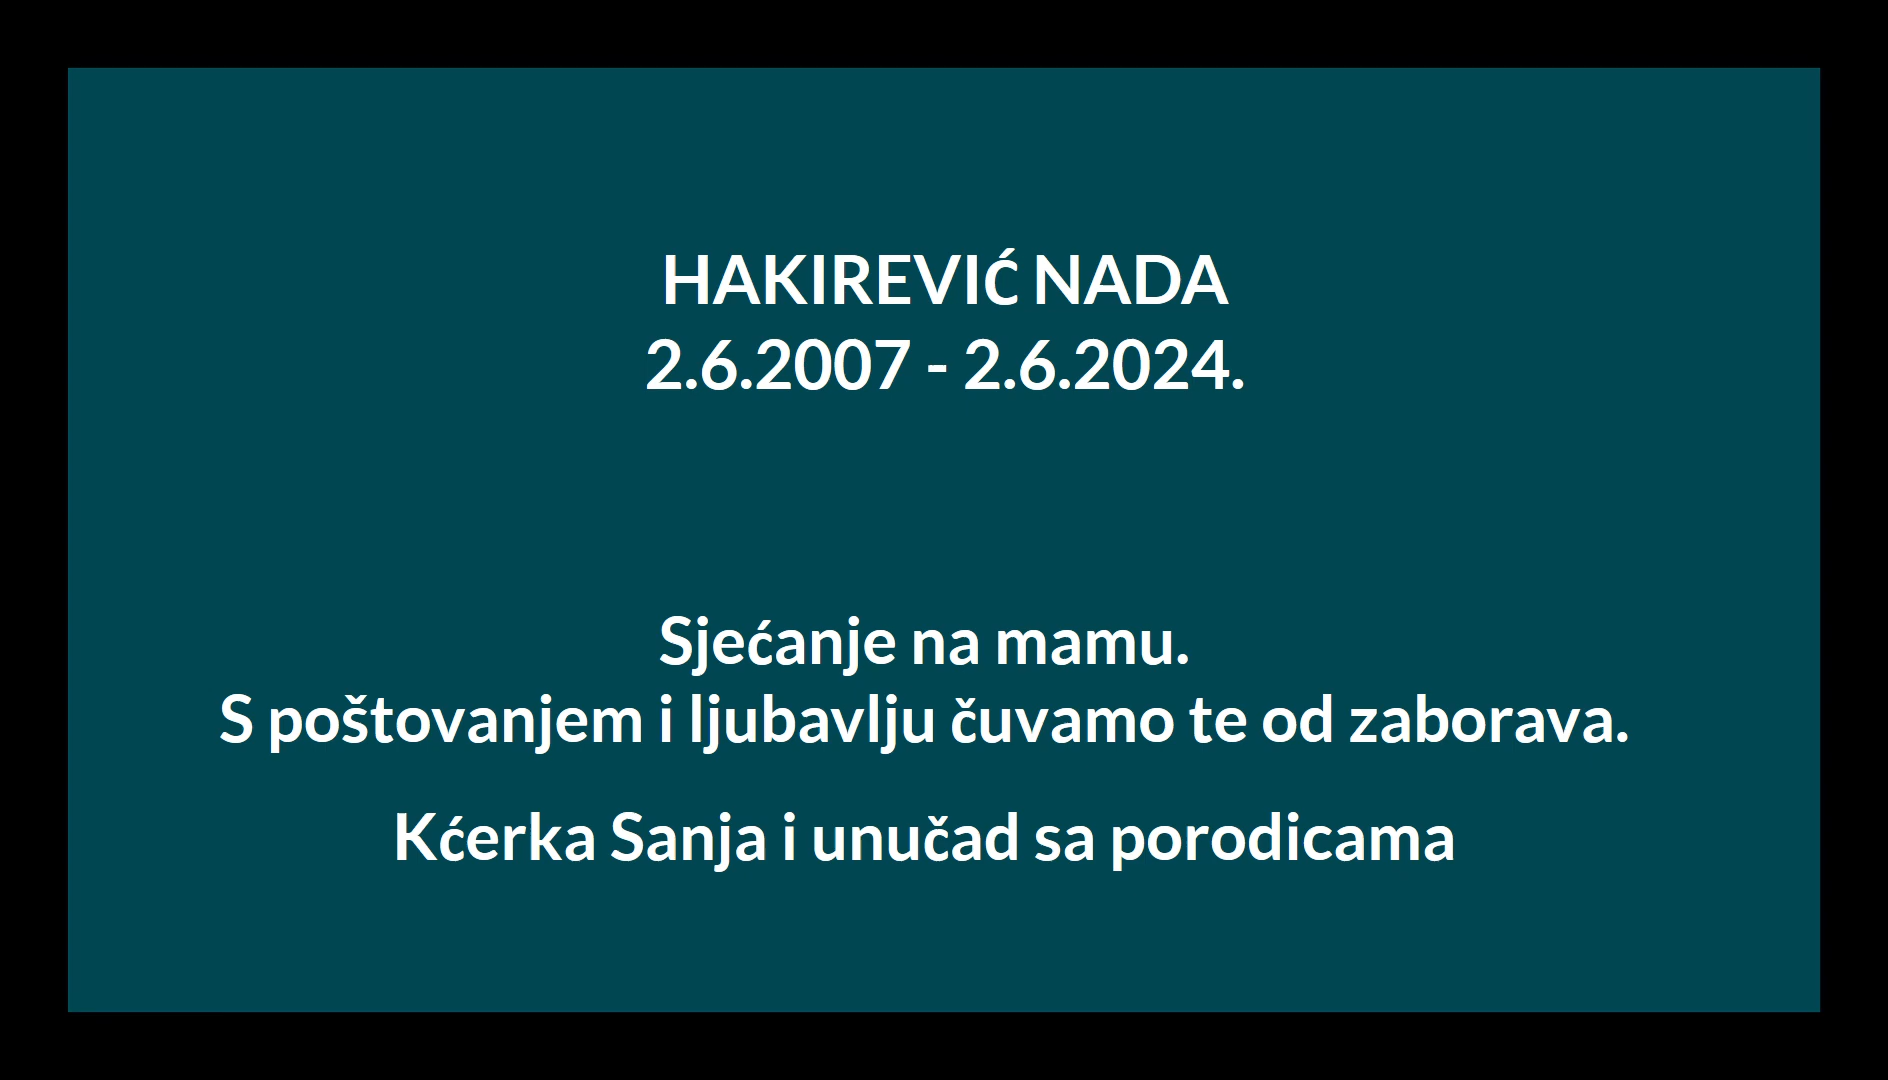 HAKIREVIĆ NADA
2.6.2007 - 2.6.2024.
Sjećanje na mamu.
S poštovanjem i ljubavlju čuvamo te od zaborava.
Kćerka Sanja i unučad sa porodicama